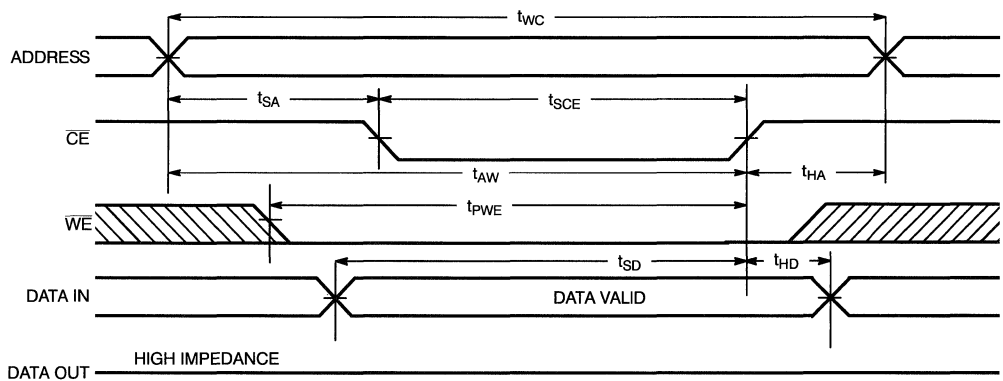 tWC
ADDRESS
tSA
tSCE
CE
tAW
tHA
WE
tPWE
tSD
tHD
DATA IN
DATA VALID
HIGH IMPEDANCE
DATA OUT